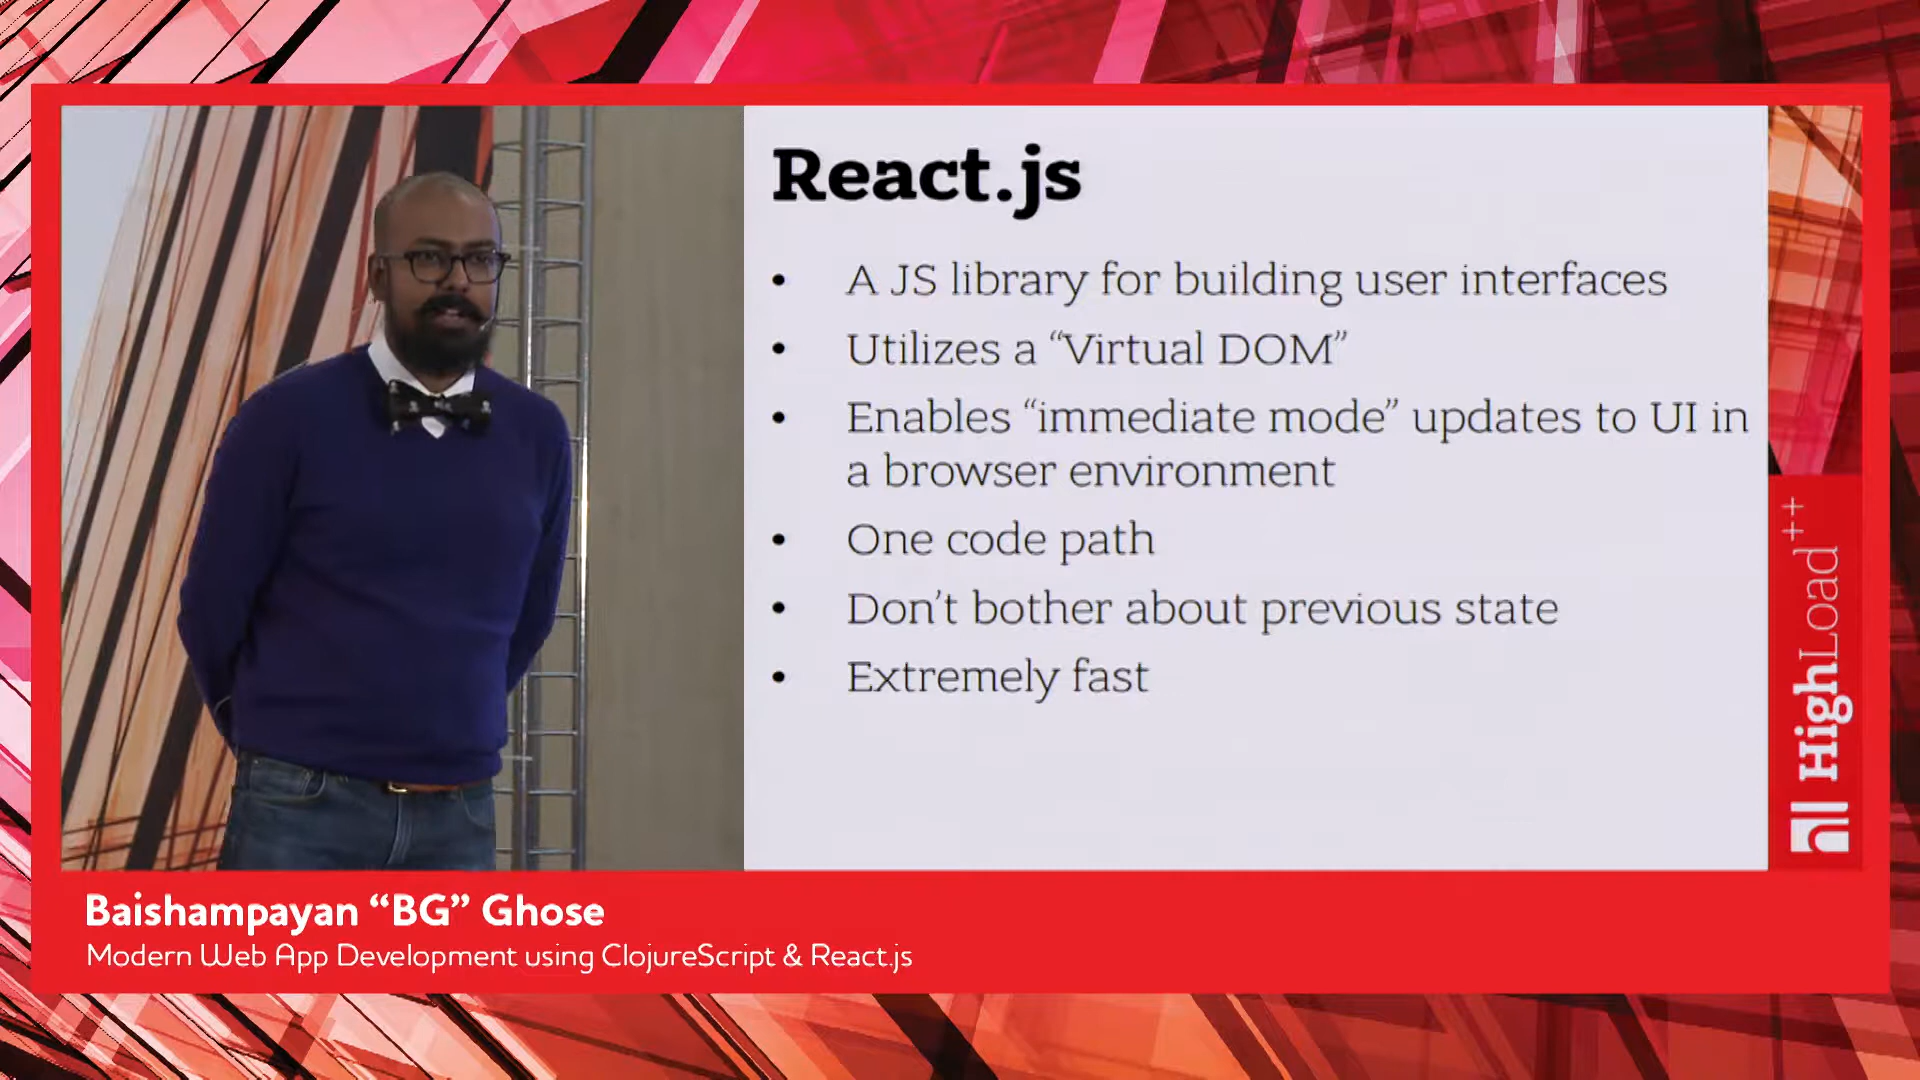 React.js
• A JS library for building user interfaces
• Utilizes a “Virtual DOM”
• Enables “immediate mode” updates to UI in
a browser environment
• One code path
• Don’t bother about previous state
• Extremely fast
HighLoad++
Baishampayan “BG” Ghose
Modern Web App Development using ClojureScript & React.js